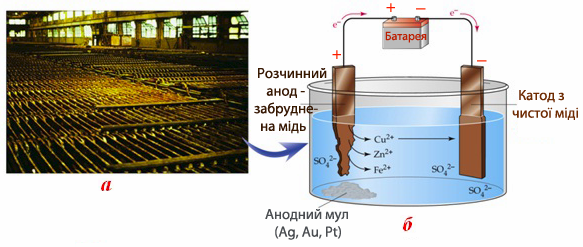 + −
e⁻ Батарея e⁻
+ −
Розчинний
анод -
забрудне-
на мідь
Катод з
чистої міді
Cu²⁺
Zn²⁺
Fe²⁺
SO₄²⁻ SO₄²⁻
SO₄²⁻
Анодний мул
(Ag, Au, Pt)
а б